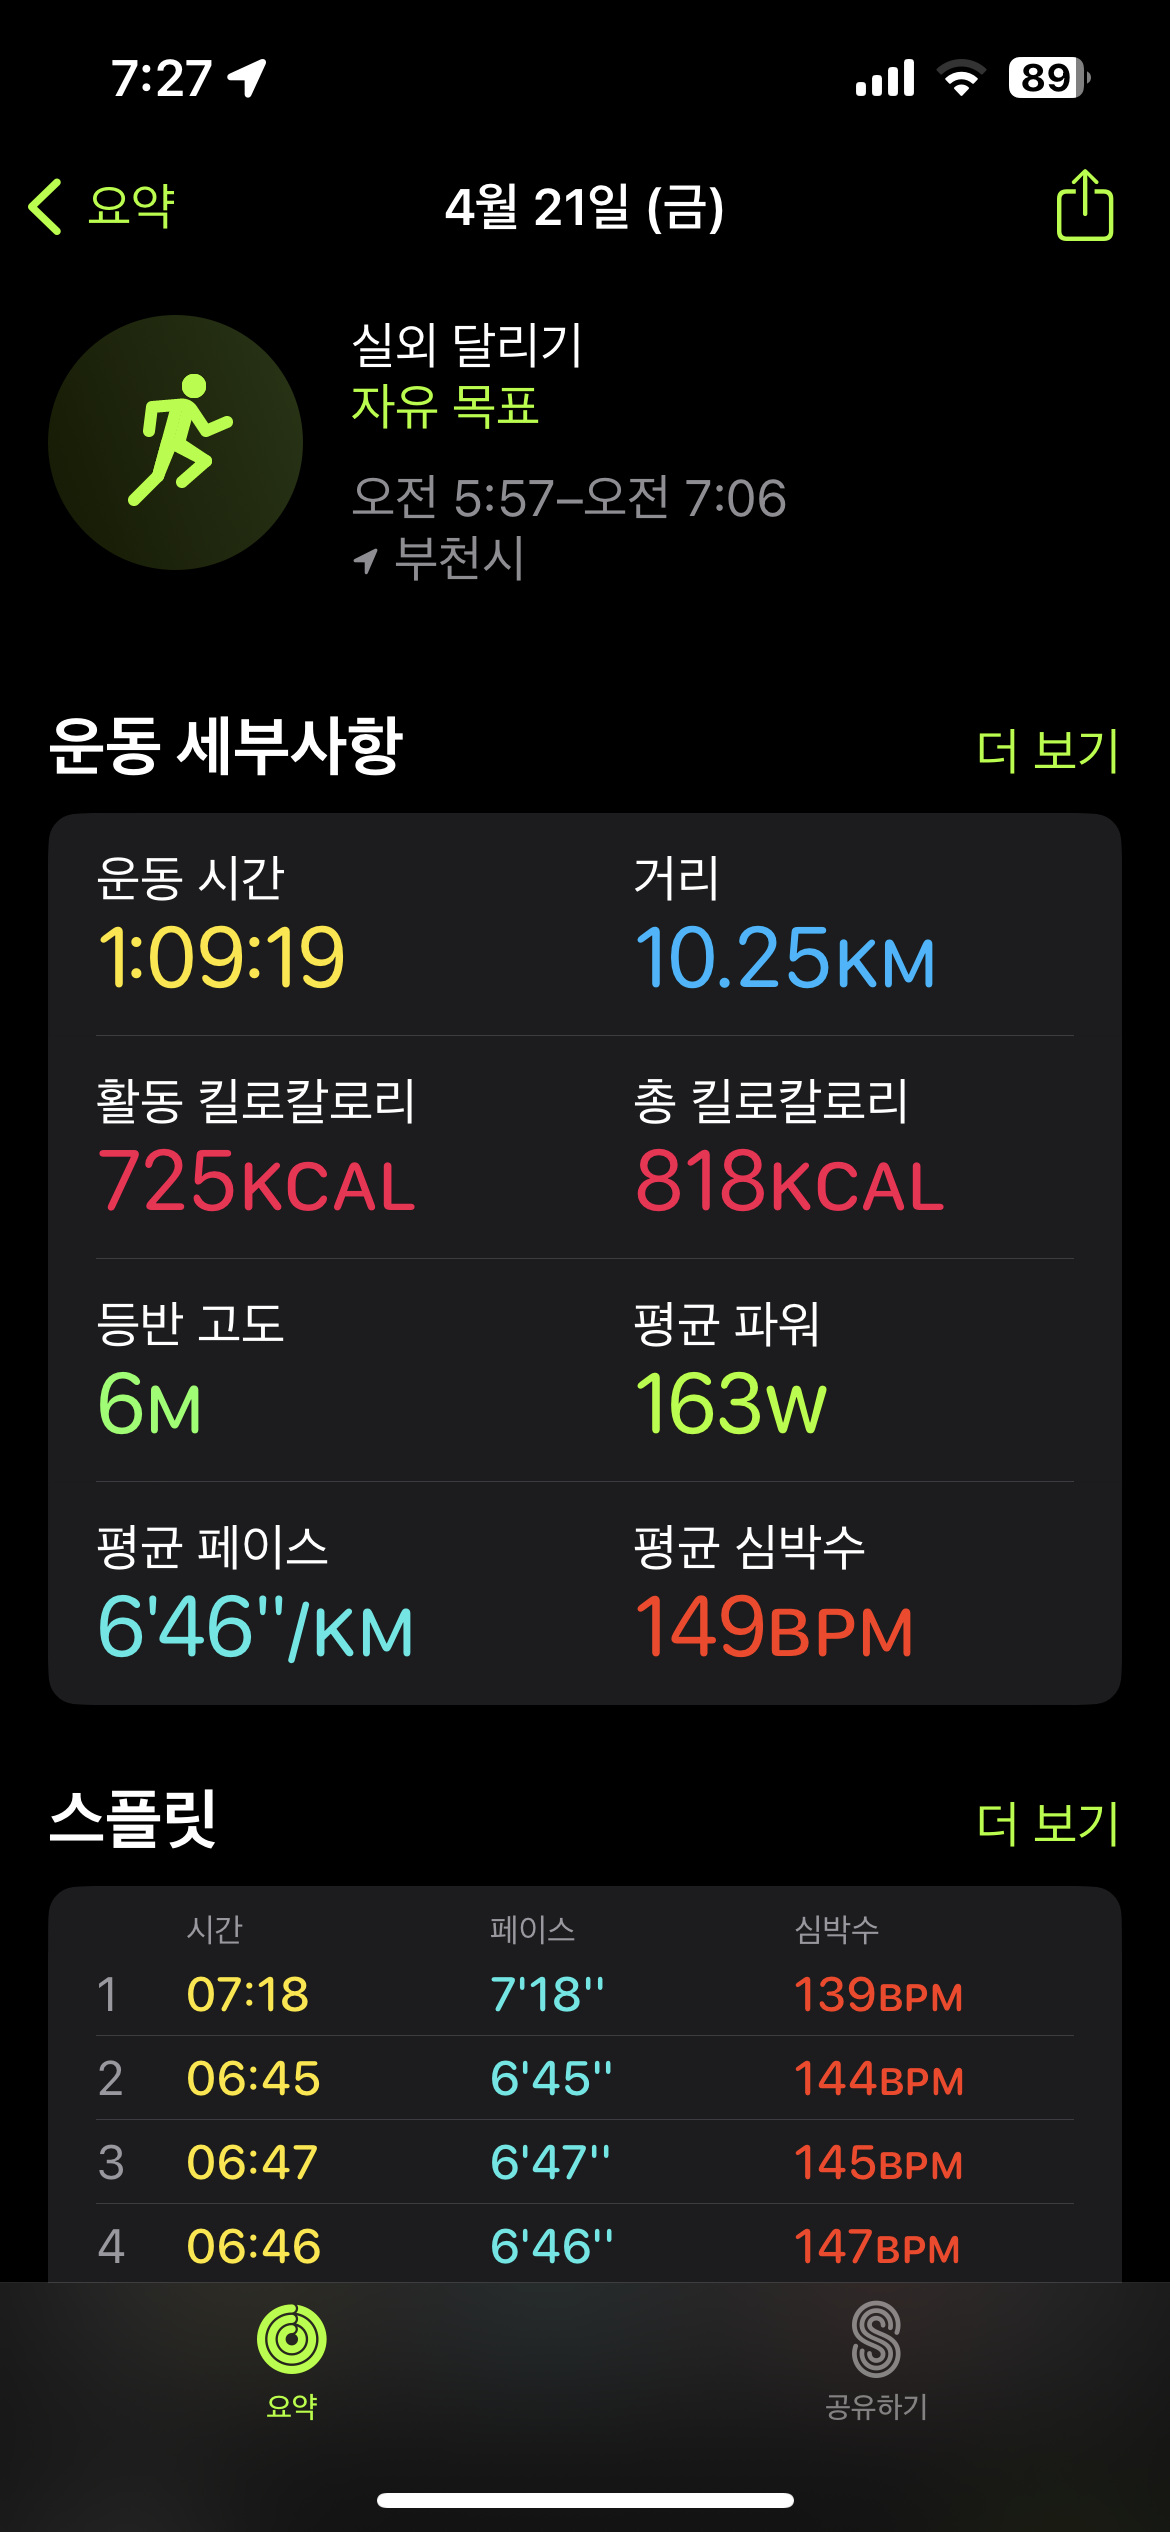 7:27
89
요약
4월 21일 (금)
실외 달리기
자유 목표
오전 5:57–오전 7:06
부천시
운동 세부사항
더 보기
운동 시간 거리
1:09:19 10.25KM
활동 킬로칼로리 총 킬로칼로리
725KCAL 818KCAL
등반 고도 평균 파워
6M 163W
평균 페이스 평균 심박수
6'46''/KM 149BPM
스플릿
더 보기
시간 페이스 심박수
1 07:18 7'18'' 139BPM
2 06:45 6'45'' 144BPM
3 06:47 6'47'' 145BPM
4 06:46 6'46'' 147BPM
요약 공유하기